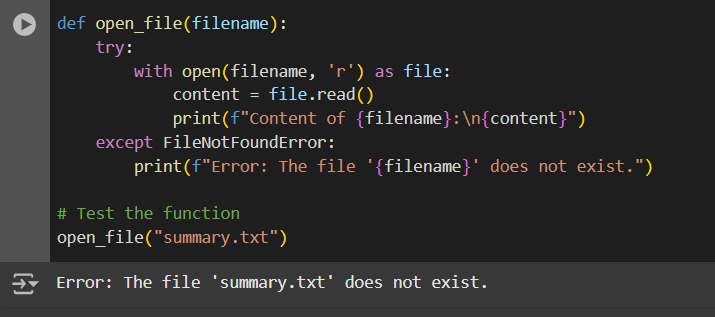 def open_file(filename):
    try:
        with open(filename, 'r') as file:
            content = file.read()
            print(f"Content of {filename}:\n{content}")
    except FileNotFoundError:
        print(f"Error: The file '{filename}' does not exist.")

# Test the function
open_file("summary.txt")
Error: The file 'summary.txt' does not exist.